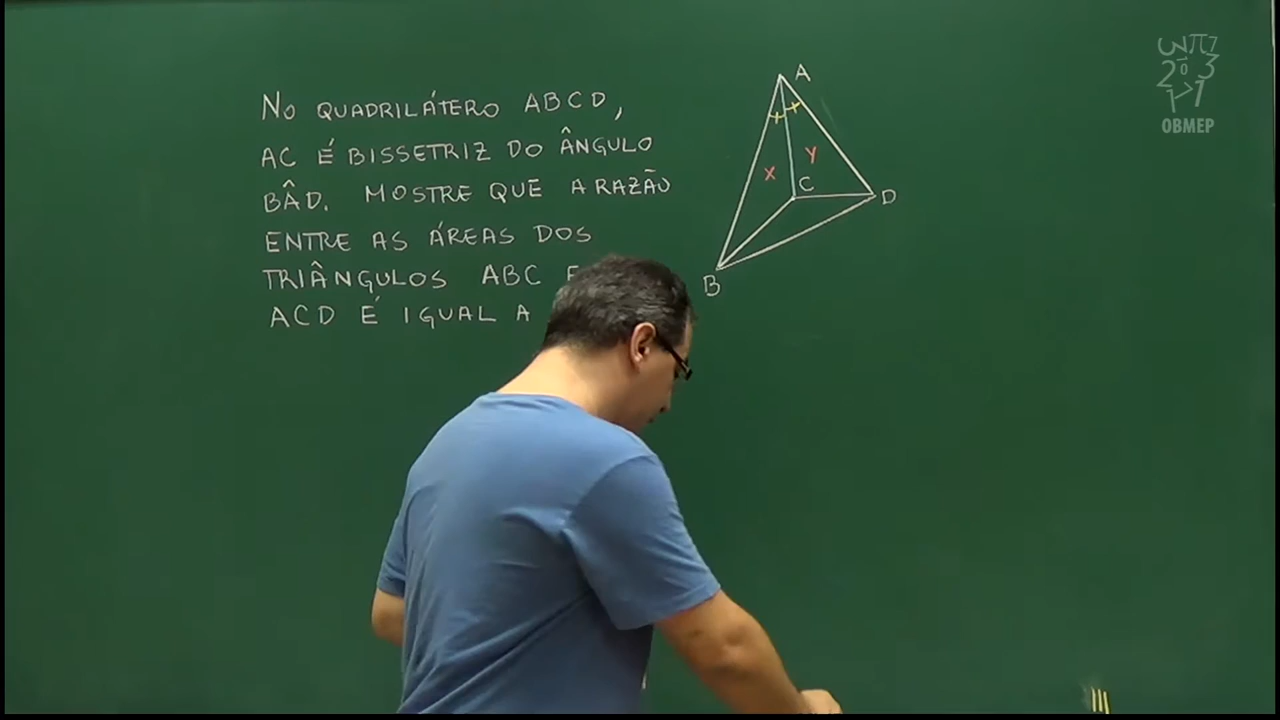 NO QUADRILÁTERO ABCD,
AC É BISSETRIZ DO ÂNGULO
BÂD. MOSTRE QUE A RAZÃO
ENTRE AS ÁREAS DOS
TRIÂNGULOS ABC E
ACD É IGUAL A
A
X
Y
C
D
B
OBMEP